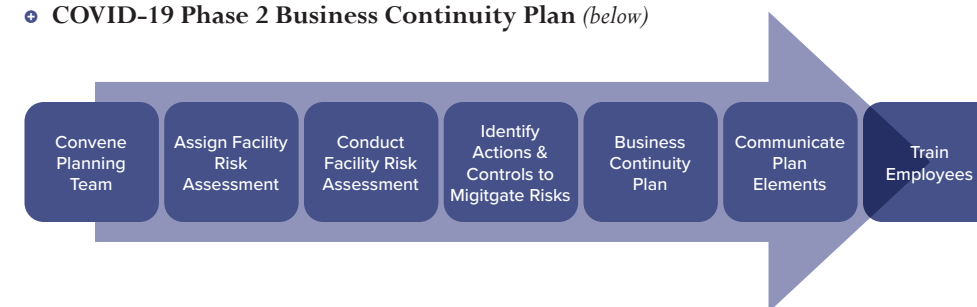 COVID-19 Phase 2 Business Continuity Plan (below)
Convene
Planning
Team
Assign Facility
Risk
Assessment
Conduct
Facility Risk
Assessment
Identify
Actions &
Controls to
Migitgate Risks
Business
Continuity
Plan
Communicate
Plan
Elements
Train
Employees